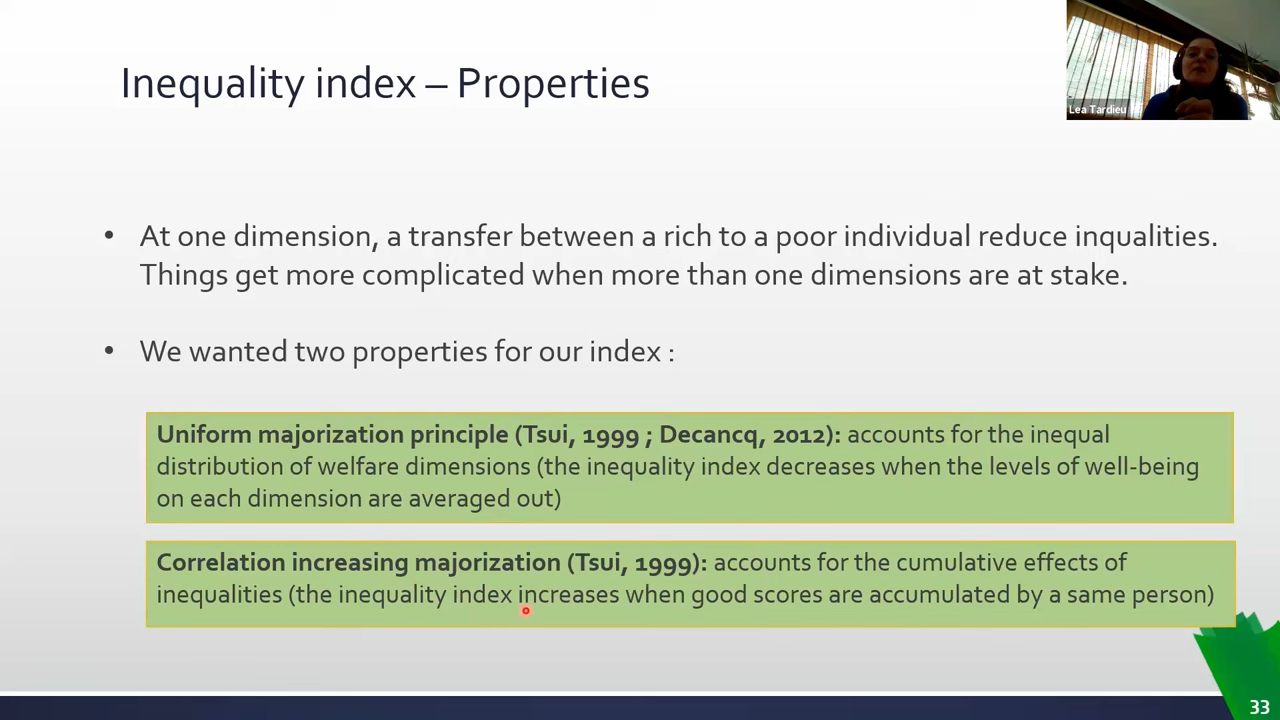 Inequality index – Properties
Lea Tardieu
• At one dimension, a transfer between a rich to a poor individual reduce inqualities.
Things get more complicated when more than one dimensions are at stake.
• We wanted two properties for our index :
Uniform majorization principle (Tsui, 1999 ; Decancq, 2012): accounts for the inequal
distribution of welfare dimensions (the inequality index decreases when the levels of well-being
on each dimension are averaged out)
Correlation increasing majorization (Tsui, 1999): accounts for the cumulative effects of
inequalities (the inequality index increases when good scores are accumulated by a same person)
33